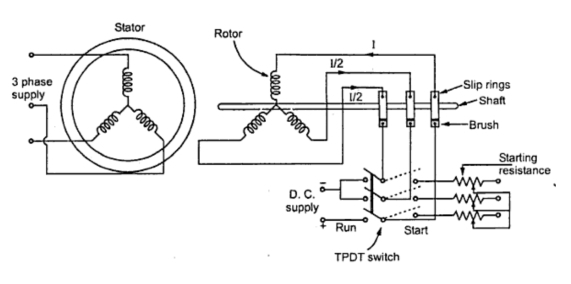 Stator
3 phase
supply
Rotor
I
I/2
I/2
Slip rings
Shaft
Brush
Starting
resistance
D. C.
supply
−
+
Run
Start
TPDT switch